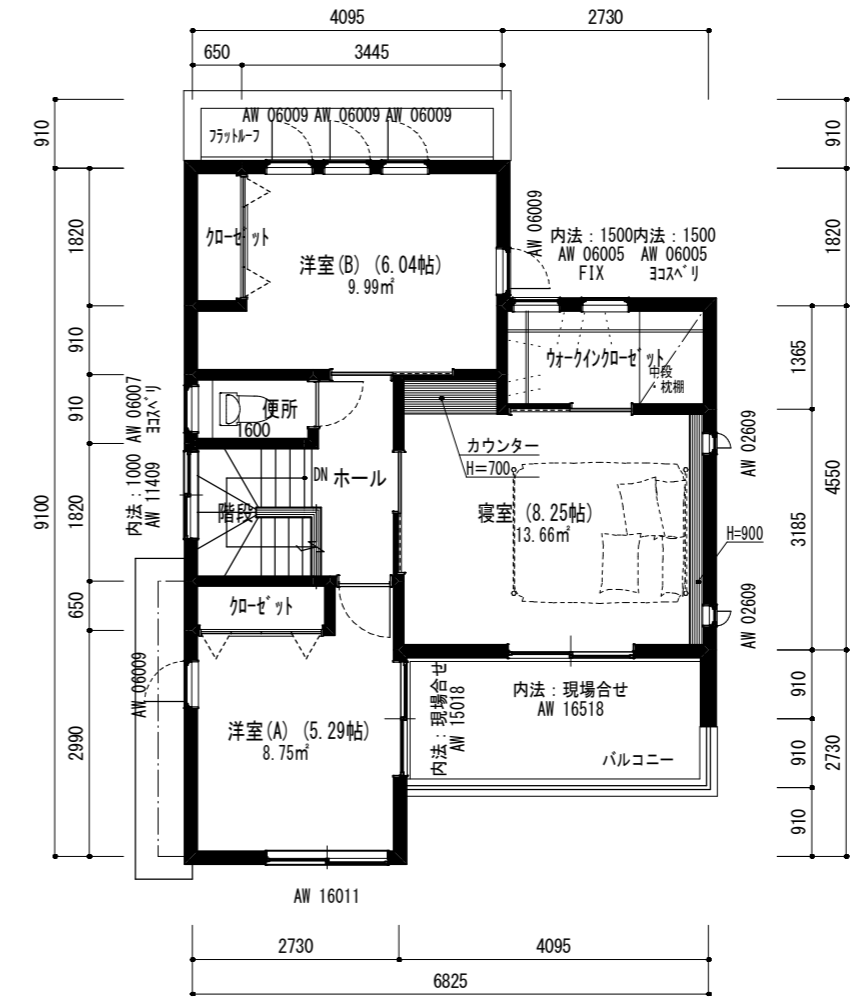 4095
2730
650
3445
910
910
AW 06009
AW 06009
AW 06009
フラットルーフ
1820
1820
クローゼット
洋室(B) (6.04帖)
9.99㎡
AW 06009
内法：1500
AW 06005
FIX
内法：1500
AW 06005
ヨコスベリ
910
1365
ウォークインクローゼット
中段
・枕棚
910
AW 06007
ヨコスベリ
便所
1600
カウンター
H=700
AW 02609
9100
1820
内法：1000
AW 11409
DN
ホール
階段
寝室 (8.25帖)
13.66㎡
H=900
3185
4550
650
クローゼット
AW 02609
AW 06009
2990
洋室(A) (5.29帖)
8.75㎡
内法：現場合せ
AW 15018
内法：現場合せ
AW 16518
バルコニー
910
910
910
2730
AW 16011
2730
4095
6825